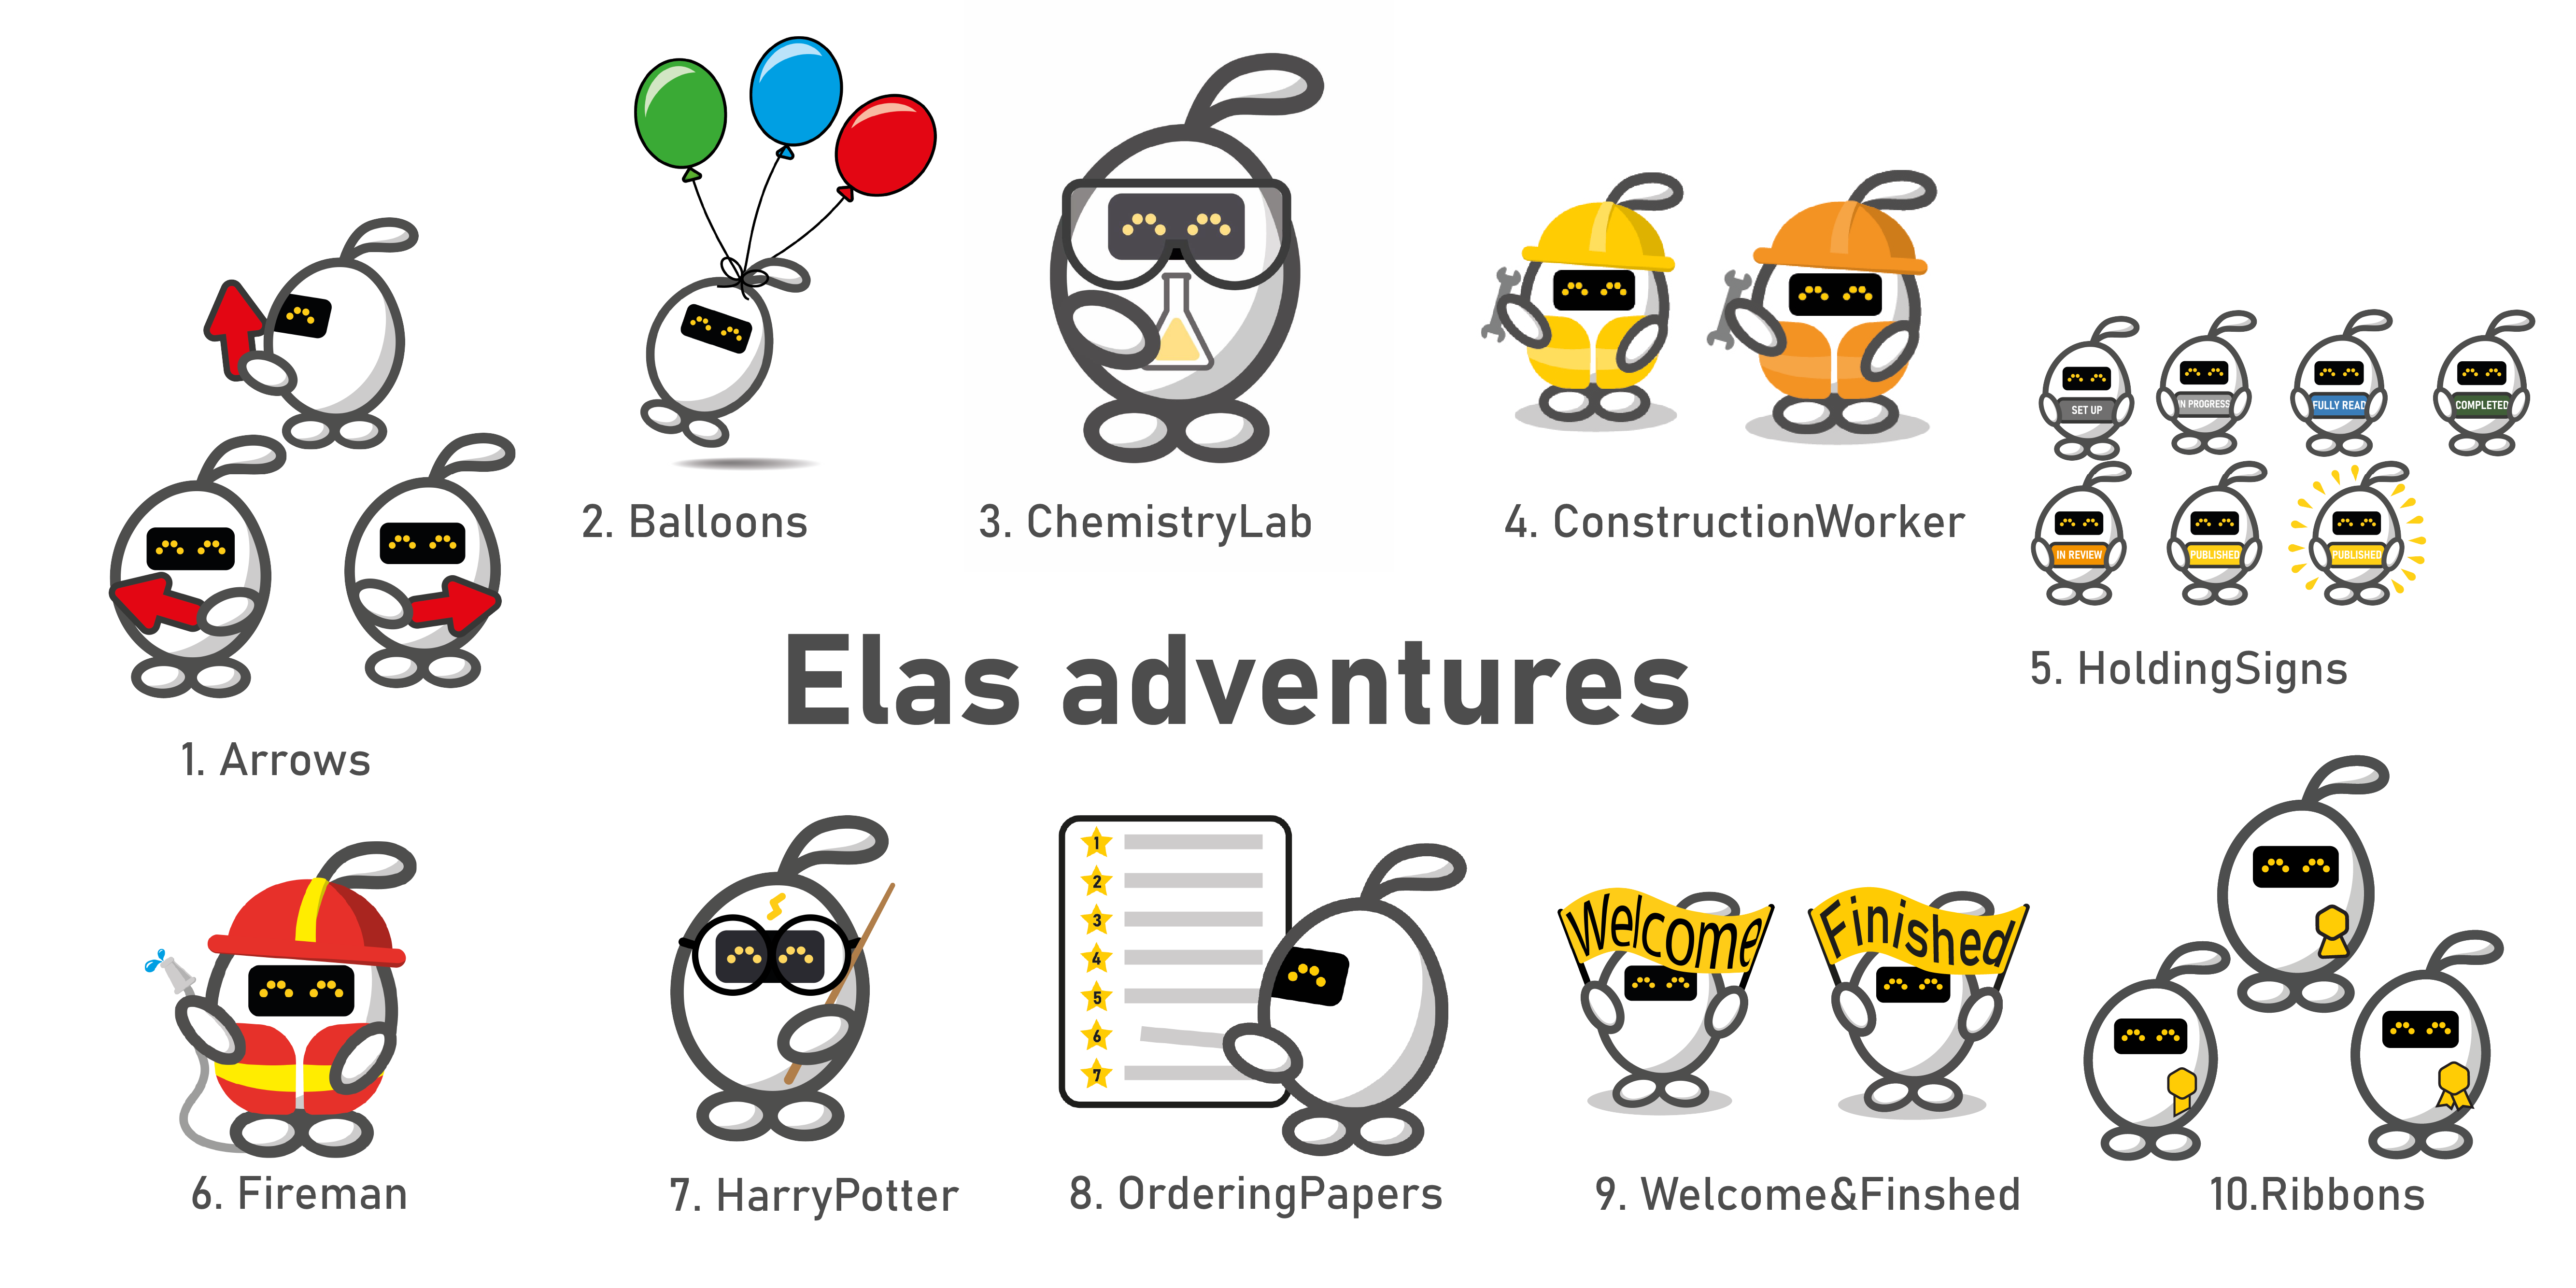 2. Balloons
3. ChemistryLab
4. ConstructionWorker
SET UP
IN PROGRESS
FULLY READ
COMPLETED
IN REVIEW
PUBLISHED
PUBLISHED
5. HoldingSigns
Elas adventures
1. Arrows
6. Fireman
7. HarryPotter
1
2
3
4
5
6
7
8. OrderingPapers
Welcome
Finished
9. Welcome&Finshed
10.Ribbons